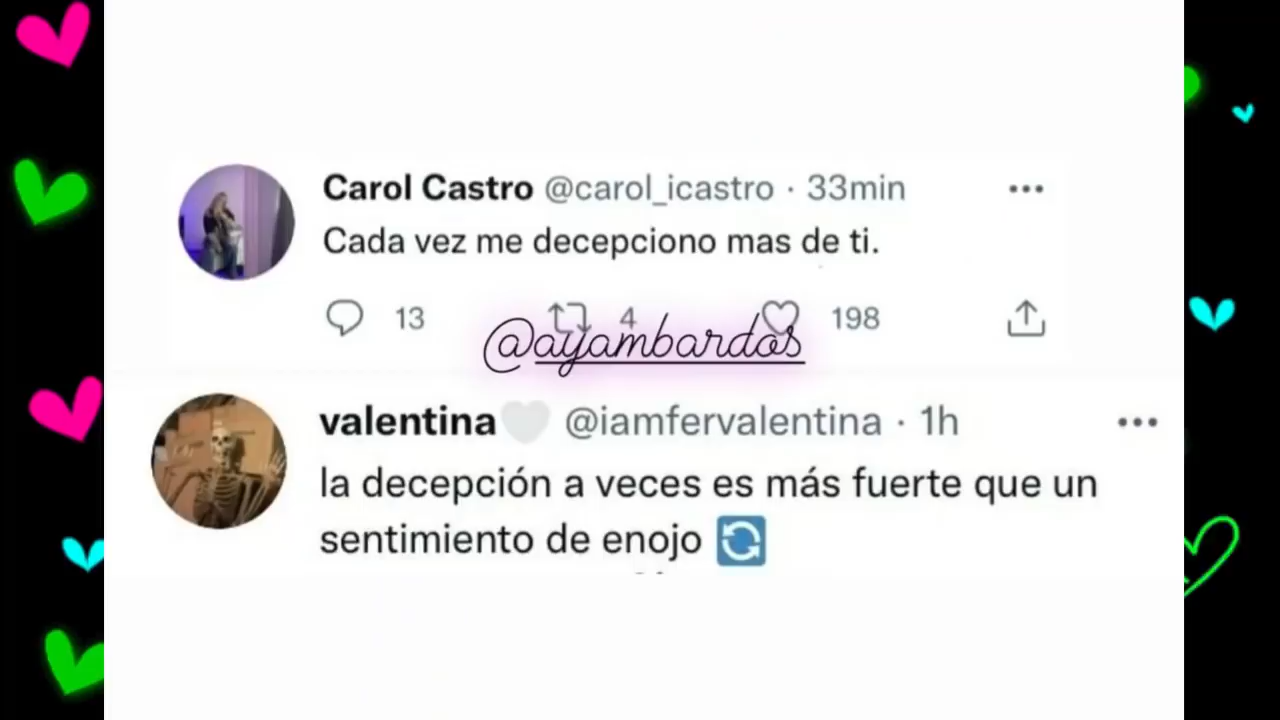 Carol Castro @carol_icastro · 33min
Cada vez me decepciono mas de ti.
13 4 198
@ayambardos
valentina🤍 @iamfervalentina · 1h
la decepción a veces es más fuerte que un
sentimiento de enojo 🔄